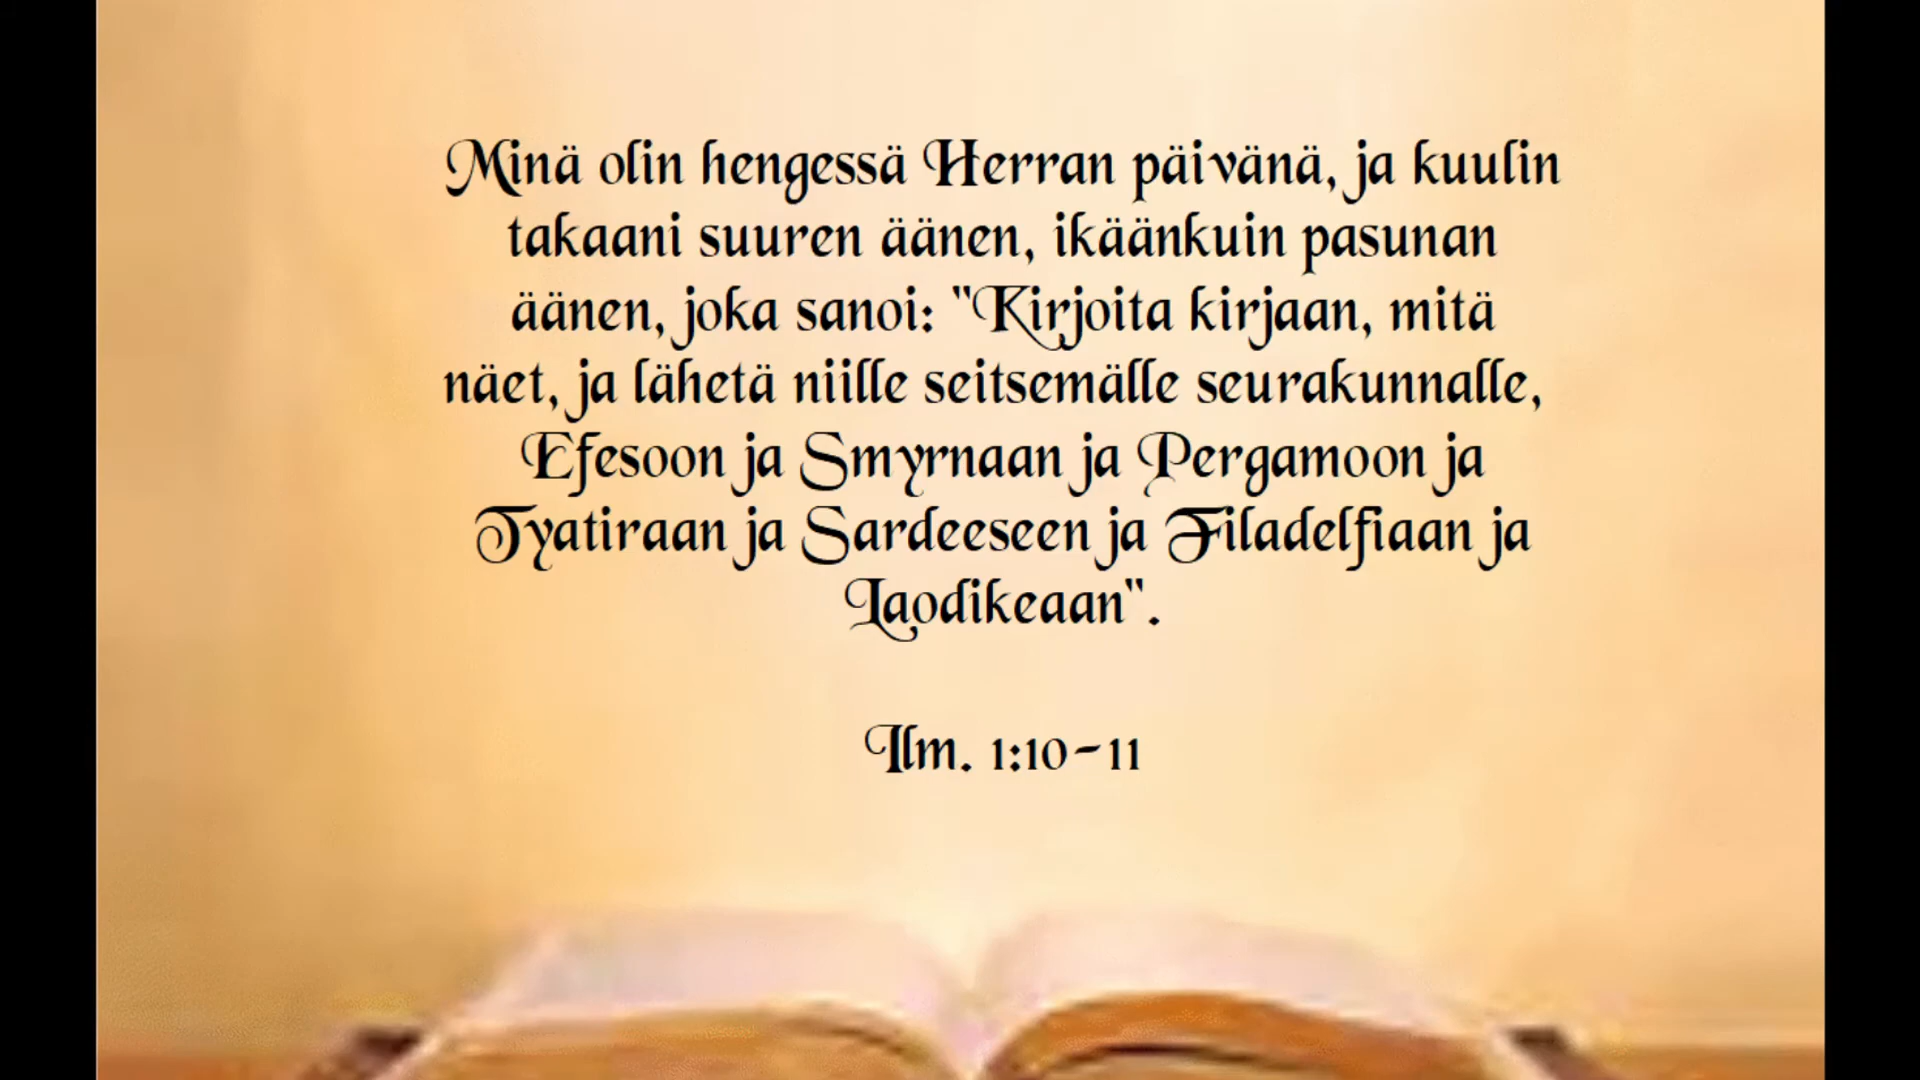 Minä olin hengessä Herran päivänä, ja kuulin
takaani suuren äänen, ikäänkuin pasunan
äänen, joka sanoi: "Kirjoita kirjaan, mitä
näet, ja lähetä niille seitsemälle seurakunnalle,
Efesoon ja Smyrnaan ja Pergamoon ja
Tyatiraan ja Sardeeseen ja Filadelfiaan ja
Laodikeaan".
Ilm. 1:10-11